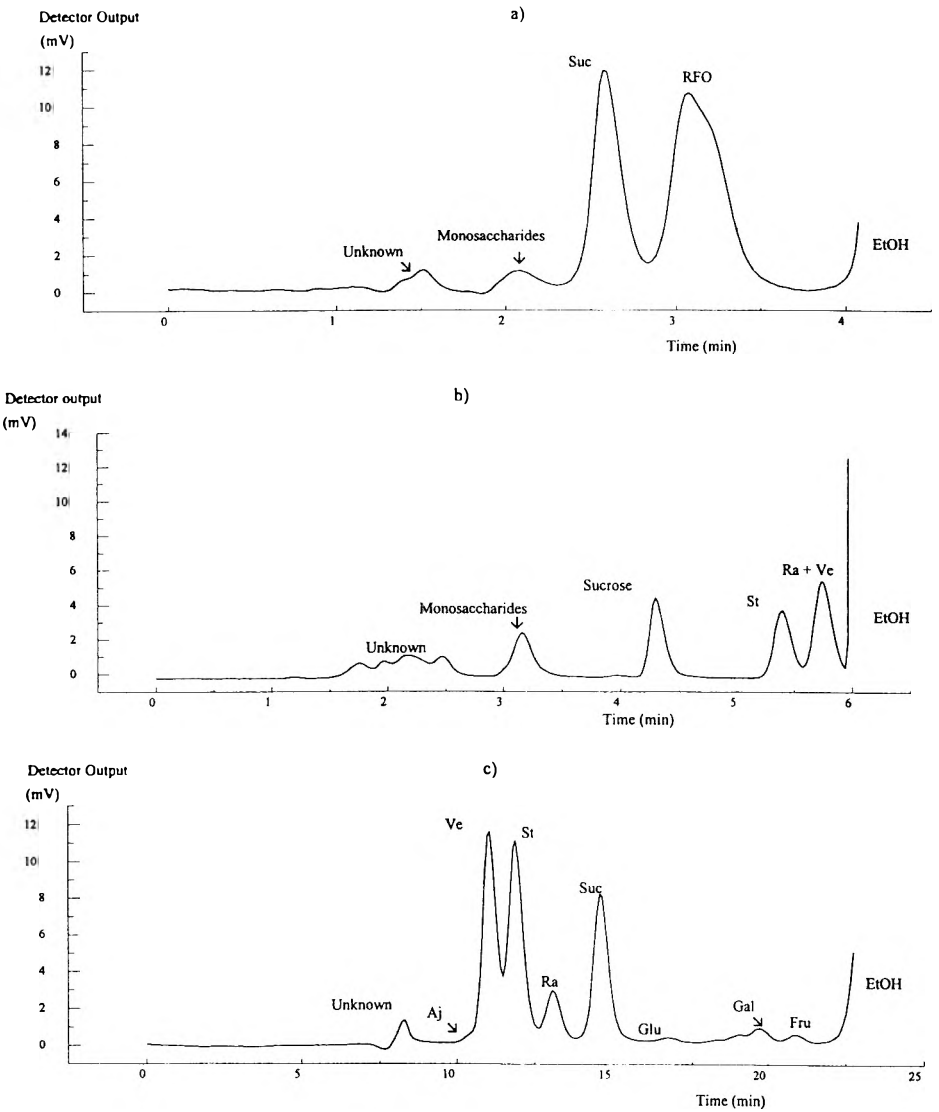 Detector Output
(mV)
a)
12
10
8
6
4
2
0
Unknown
Monosaccharides
Suc
RFO
EtOH
0
1
2
3
4
Time (min)
Detector output
(mV)
b)
14
12
10
8
6
4
2
0
Unknown
Monosaccharides
Sucrose
St
Ra + Ve
EtOH
0
1
2
3
4
5
6
Time (min)
Detector Output
(mV)
c)
12
10
8
6
4
2
0
Unknown
Aj
Ve
St
Ra
Suc
Glu
Gal
Fru
EtOH
0
5
10
15
20
25
Time (min)